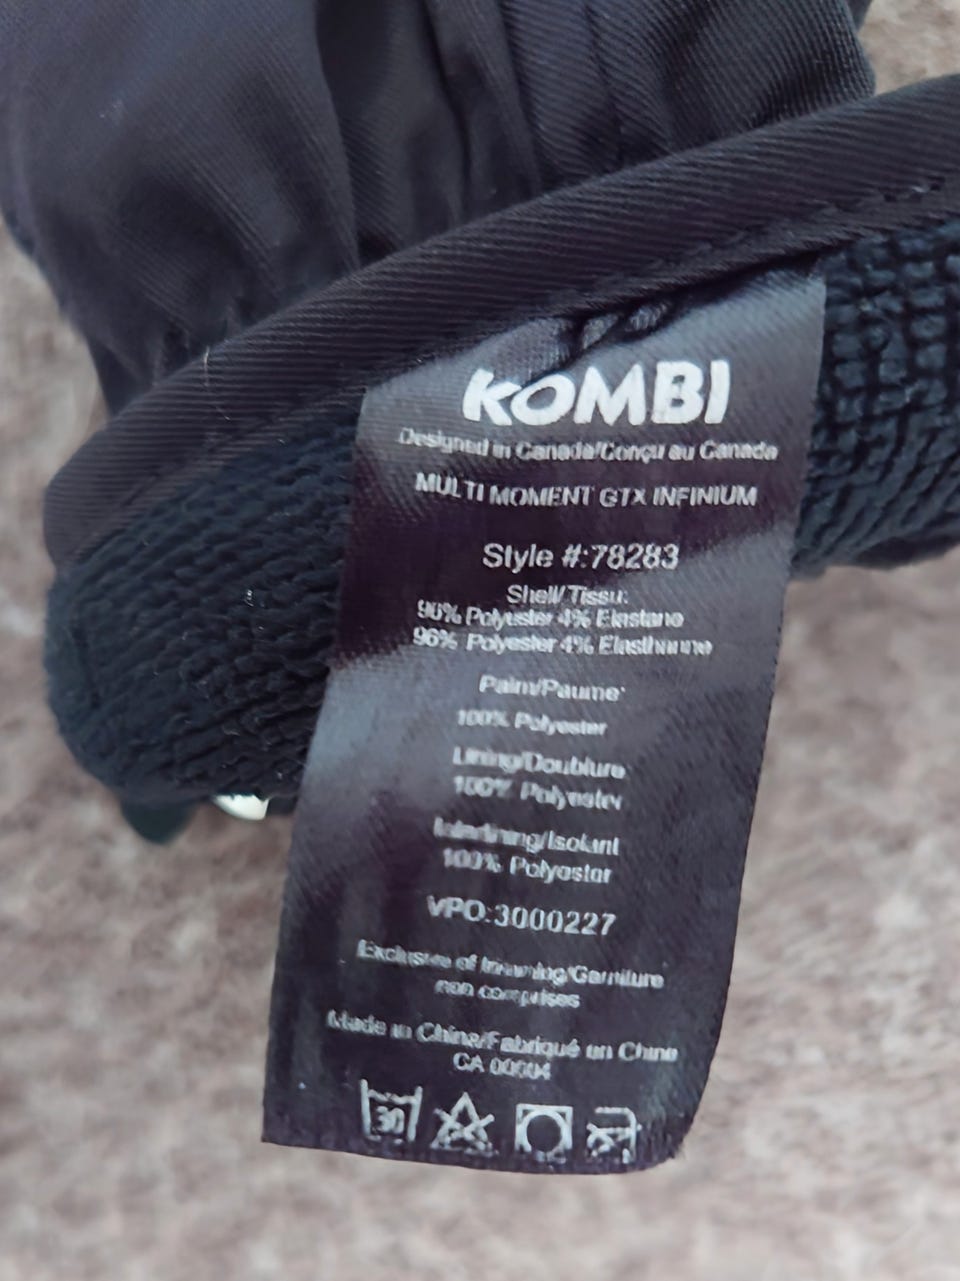 KOMBI
Designed in Canada/Conçu au Canada
MULTI MOMENT GTX INFINIUM
Style #:78283
Shell/Tissu:
96% Polyester 4% Elastane
96% Polyester 4% Elasthanne
Palm/Paume:
100% Polyester
Lining/Doublure
100% Polyester
Interlining/Isolant
100% Polyester
VPO:3000227
Exclusive of trimming/Garniture
non comprises
Made in China/Fabriqué en Chine
CA 00004
30